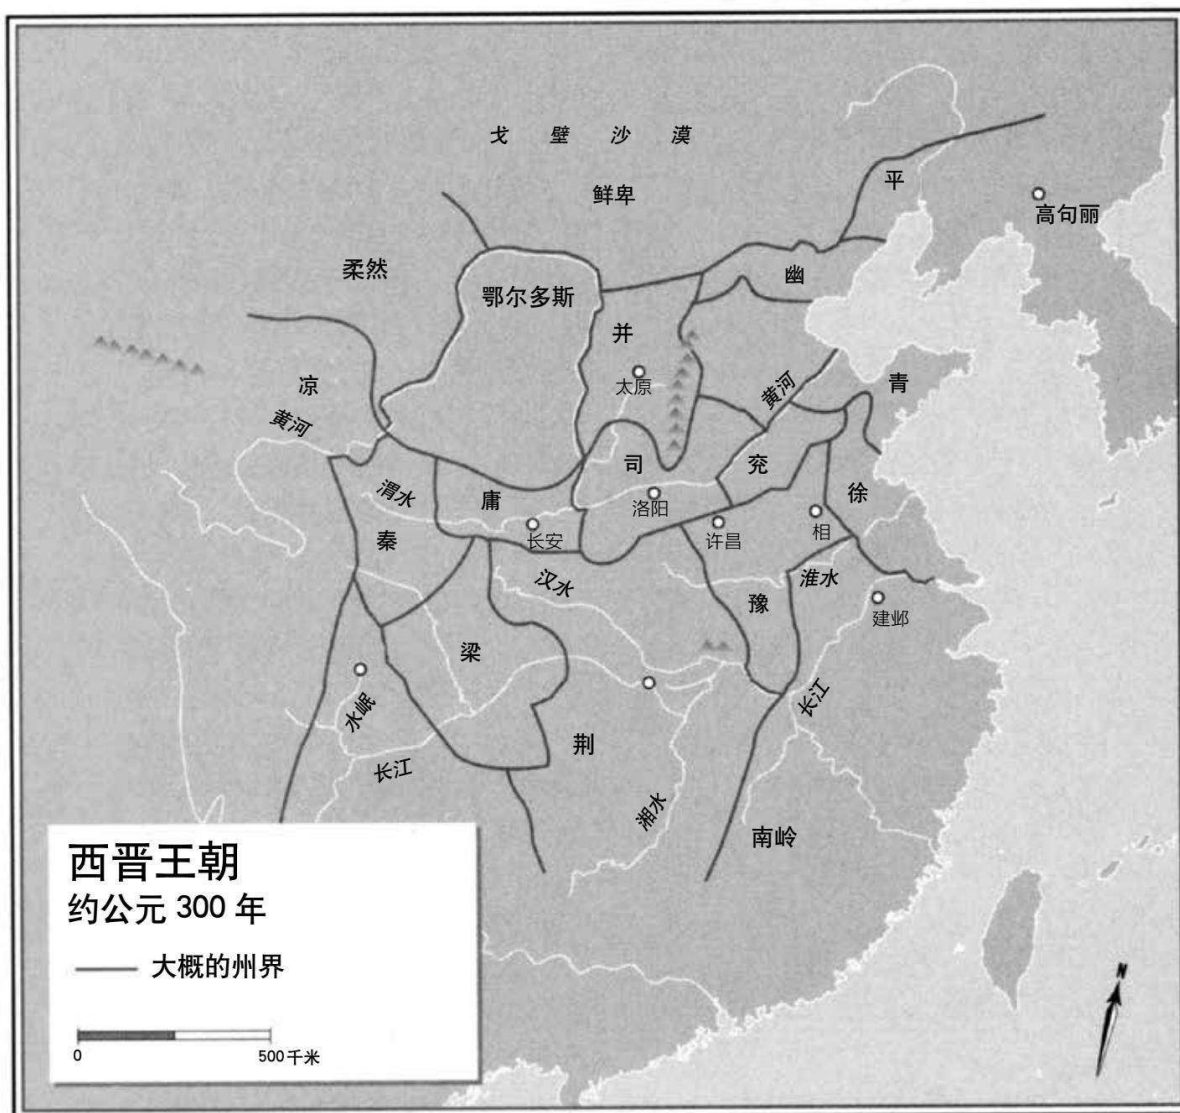 戈壁沙漠
平
鲜卑
高句丽
柔然
幽
鄂尔多斯
并
太原
凉
黄河
青
黄河
司
兖
渭水
庸
徐
洛阳
长安
许昌
相
秦
汉水
淮水
豫
建邺
梁
水岷
长江
荆
长江
湘水
南岭
西晋王朝
约公元 300 年
大概的州界
0
500千米
N